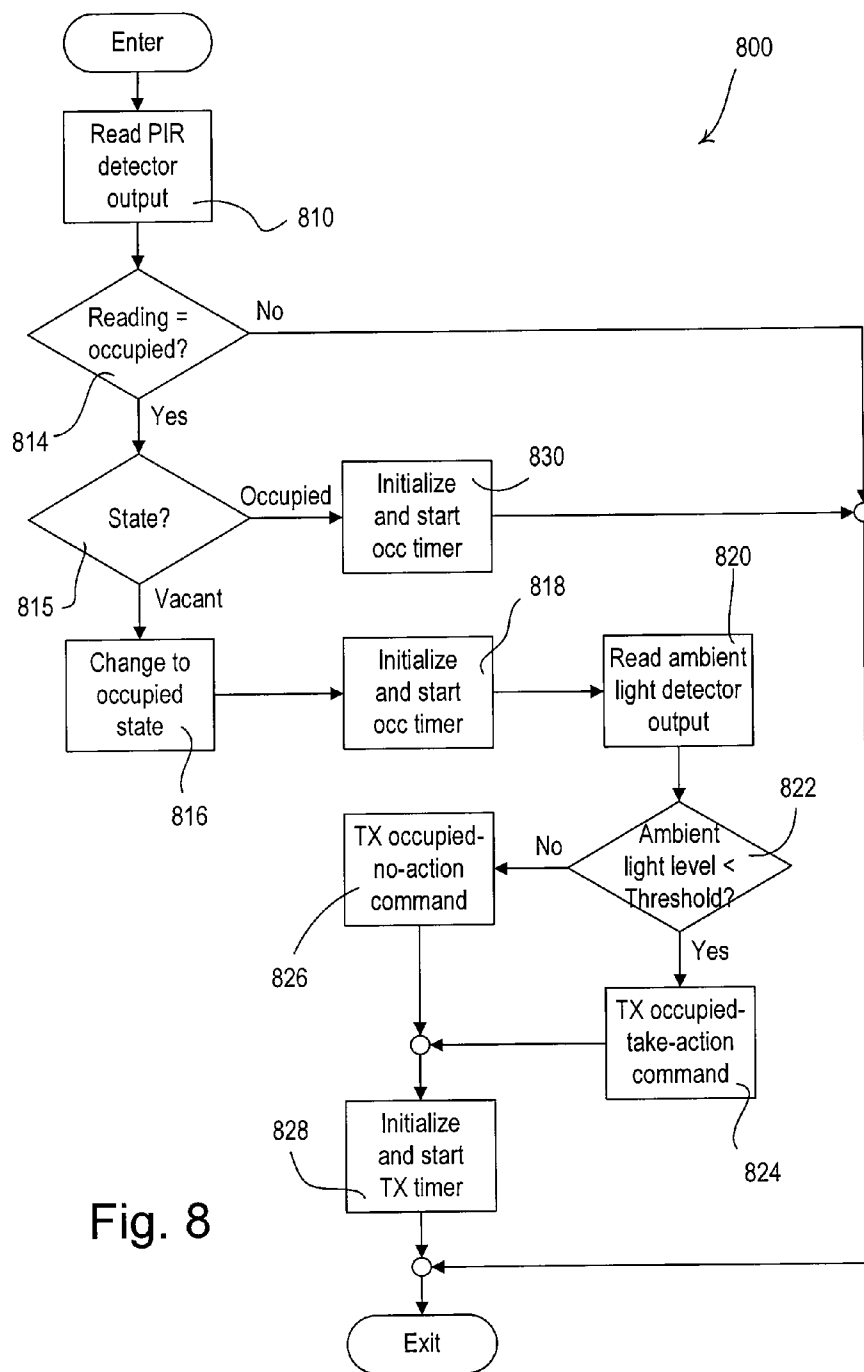 Enter
800
Read PIR
detector
output
810
Reading =
occupied?
No
814
Yes
State?
Occupied
815
Vacant
Initialize
and start
occ timer
830
Change to
occupied
state
816
Initialize
and start
occ timer
818
Read ambient
light detector
output
820
Ambient
light level <
Threshold?
822
No
Yes
TX occupied-
no-action
command
826
TX occupied-
take-action
command
824
Initialize
and start
TX timer
828
Exit
Fig. 8